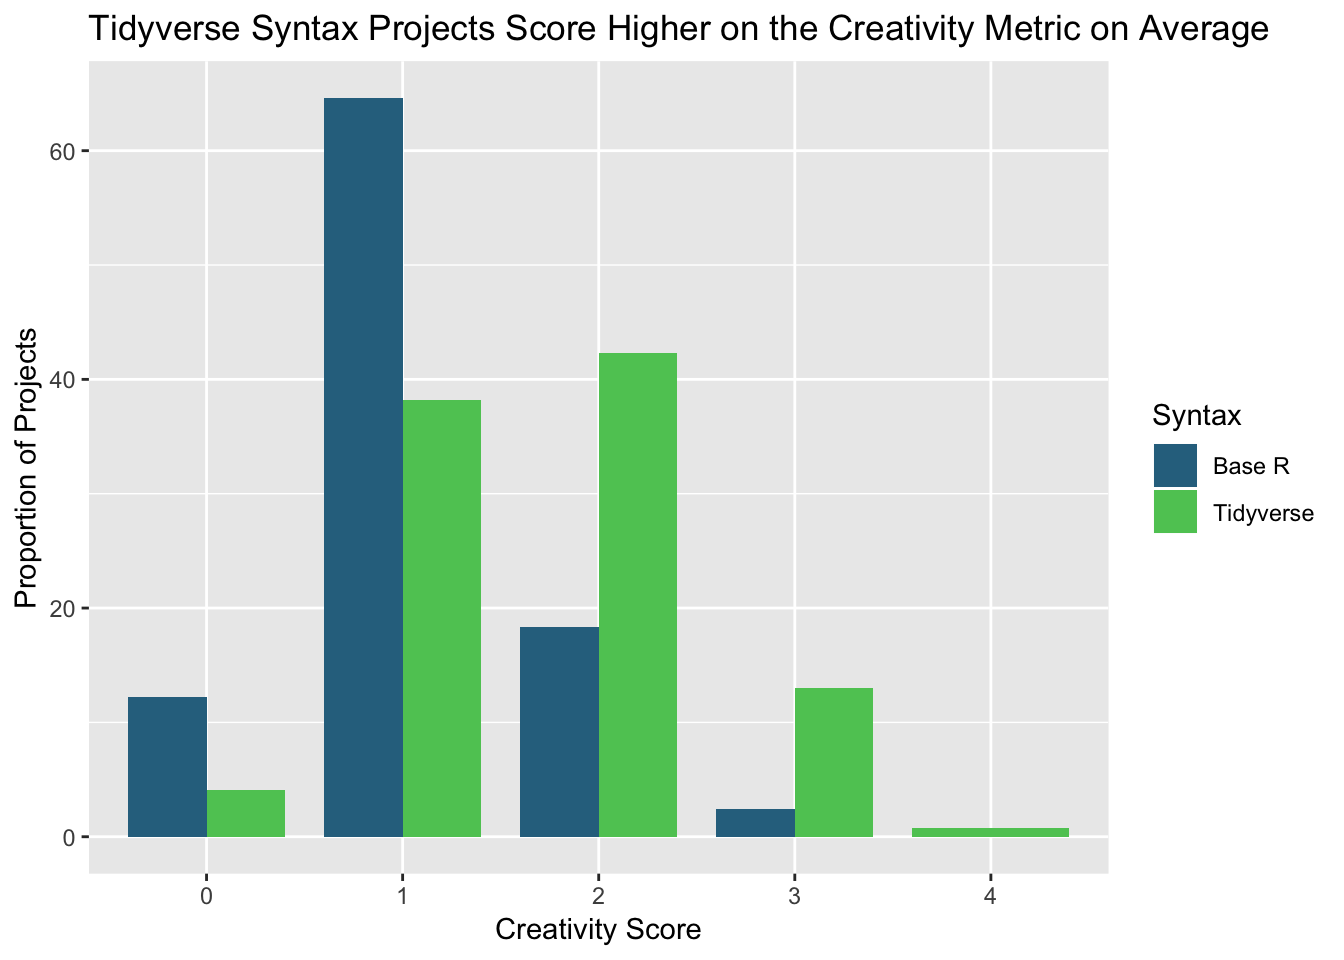 Tidyverse Syntax Projects Score Higher on the Creativity Metric on Average
Proportion of Projects
60
40
20
0
0 1 2 3 4
Creativity Score
Syntax
Base R
Tidyverse